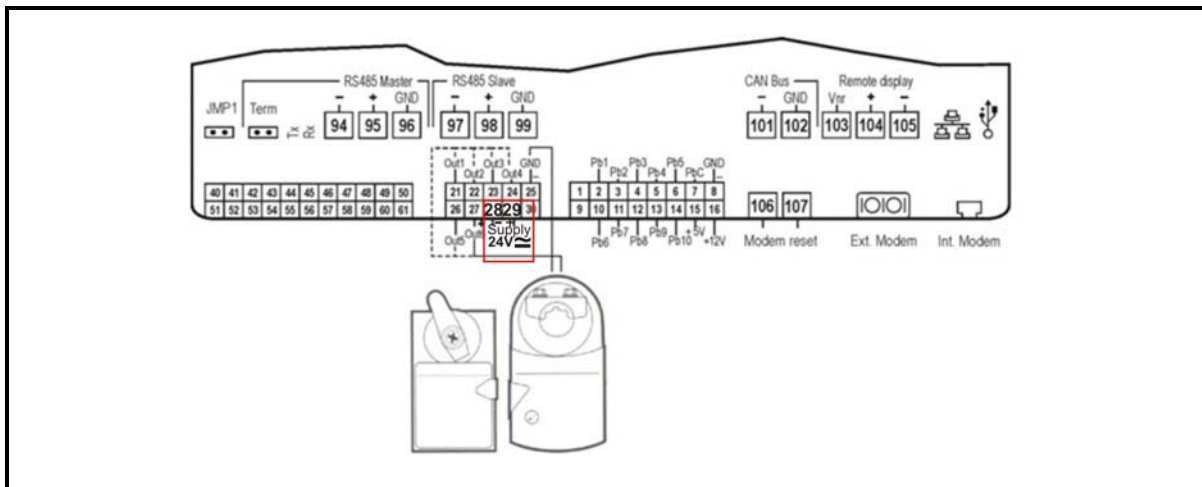 RS485 Master RS485 Slave CAN Bus Remote display
JMP1 Term - + GND - + GND - GND Vnr + -
Tx Rx 94 95 96 97 98 99 101 102 103 104 105
Out1 Out2 Out3 Out4 GND Pb1 Pb2 Pb3 Pb4 Pb5 PbC GND
40 41 42 43 44 45 46 47 48 49 50 21 22 23 24 25 1 2 3 4 5 6 7 8
51 52 53 54 55 56 57 58 59 60 61 26 27 28 29 30 9 10 11 12 13 14 15 16 106 107
Out5 Supply Pb6 Pb7 Pb8 Pb9 Pb10 +5V +12V Modem reset Ext. Modem Int. Modem
24V